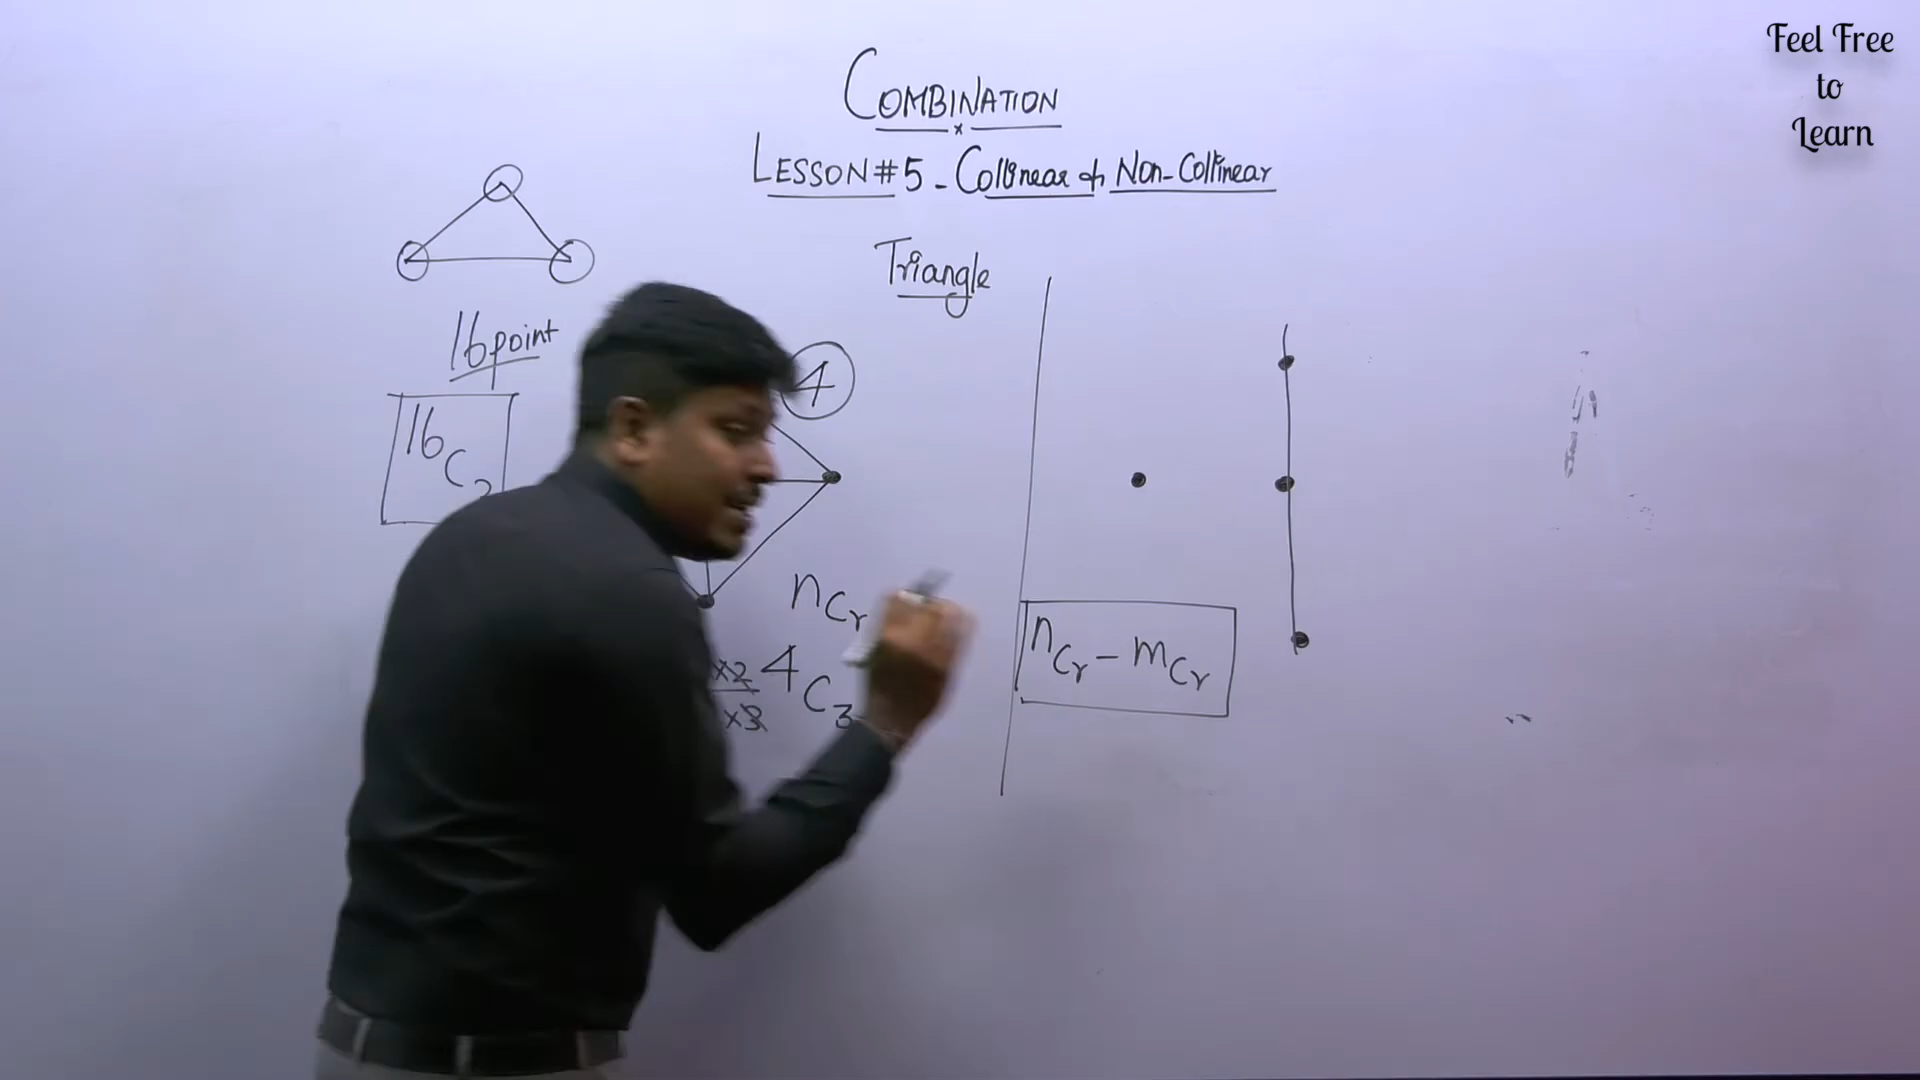 Feel Free
to
Learn
COMBINATION
LESSON#5 - Collinear & Non-Collinear
Triangle
16 point
16C
4
nCr
x2
x3
4C3
nCr - mCr